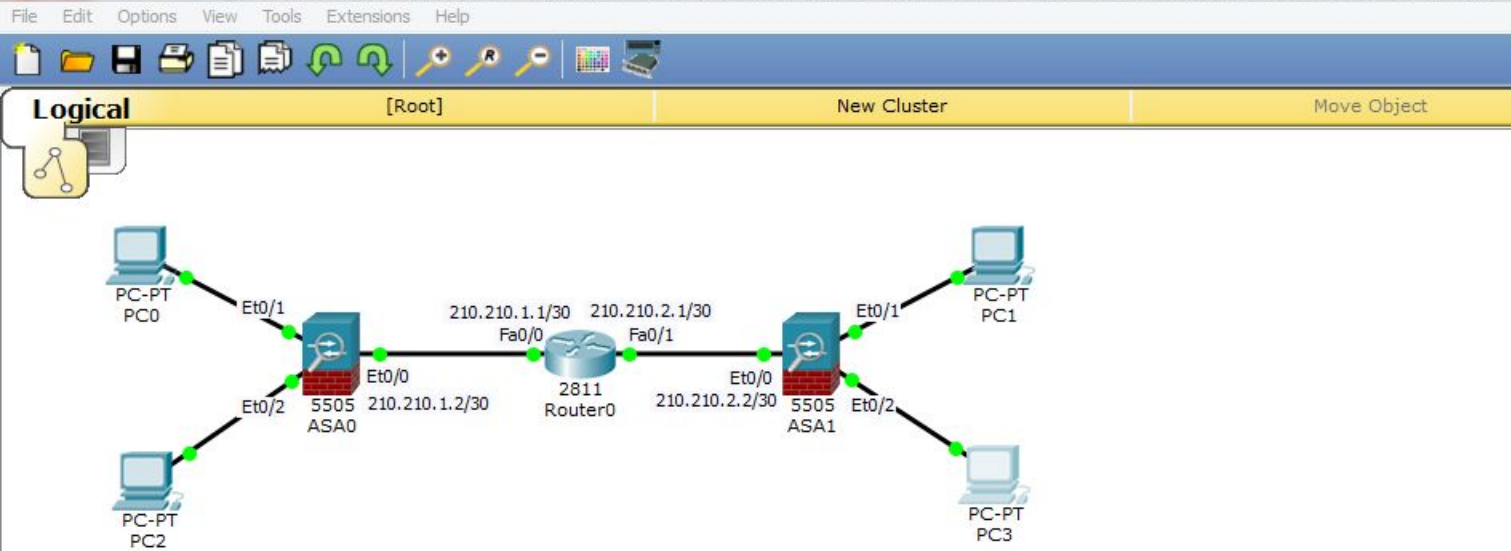 File Edit Options View Tools Extensions Help
Logical [Root] New Cluster Move Object
PC-PT
PC0
Et0/1
210.210.1.1/30 210.210.2.1/30
Fa0/0 Fa0/1
Et0/1
PC-PT
PC1
Et0/0
210.210.1.2/30
5505
ASA0
Et0/2
2811
Router0
Et0/0
210.210.2.2/30
5505
ASA1
Et0/2
PC-PT
PC2
PC-PT
PC3